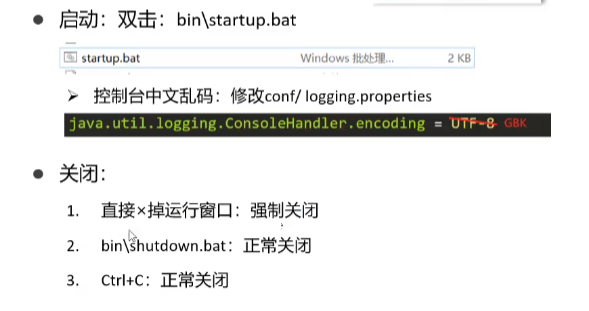 ● 启动：双击：bin\startup.bat
startup.bat Windows 批处理... 2 KB
➢ 控制台中文乱码：修改conf/ logging.properties
java.util.logging.ConsoleHandler.encoding = UTF-8 GBK
● 关闭：
1. 直接×掉运行窗口：强制关闭
2. bin\shutdown.bat：正常关闭
3. Ctrl+C：正常关闭